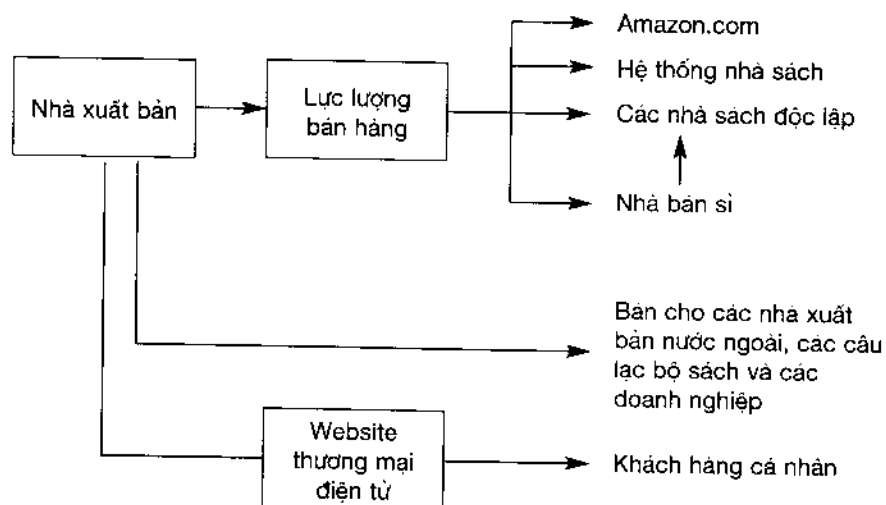 Amazon.com
Hệ thống nhà sách
Nhà xuất bản
Lực lượng
bán hàng
Các nhà sách độc lập
Nhà bán sỉ
Bán cho các nhà xuất
bản nước ngoài, các câu
lạc bộ sách và các
doanh nghiệp
Website
thương mại
điện tử
Khách hàng cá nhân